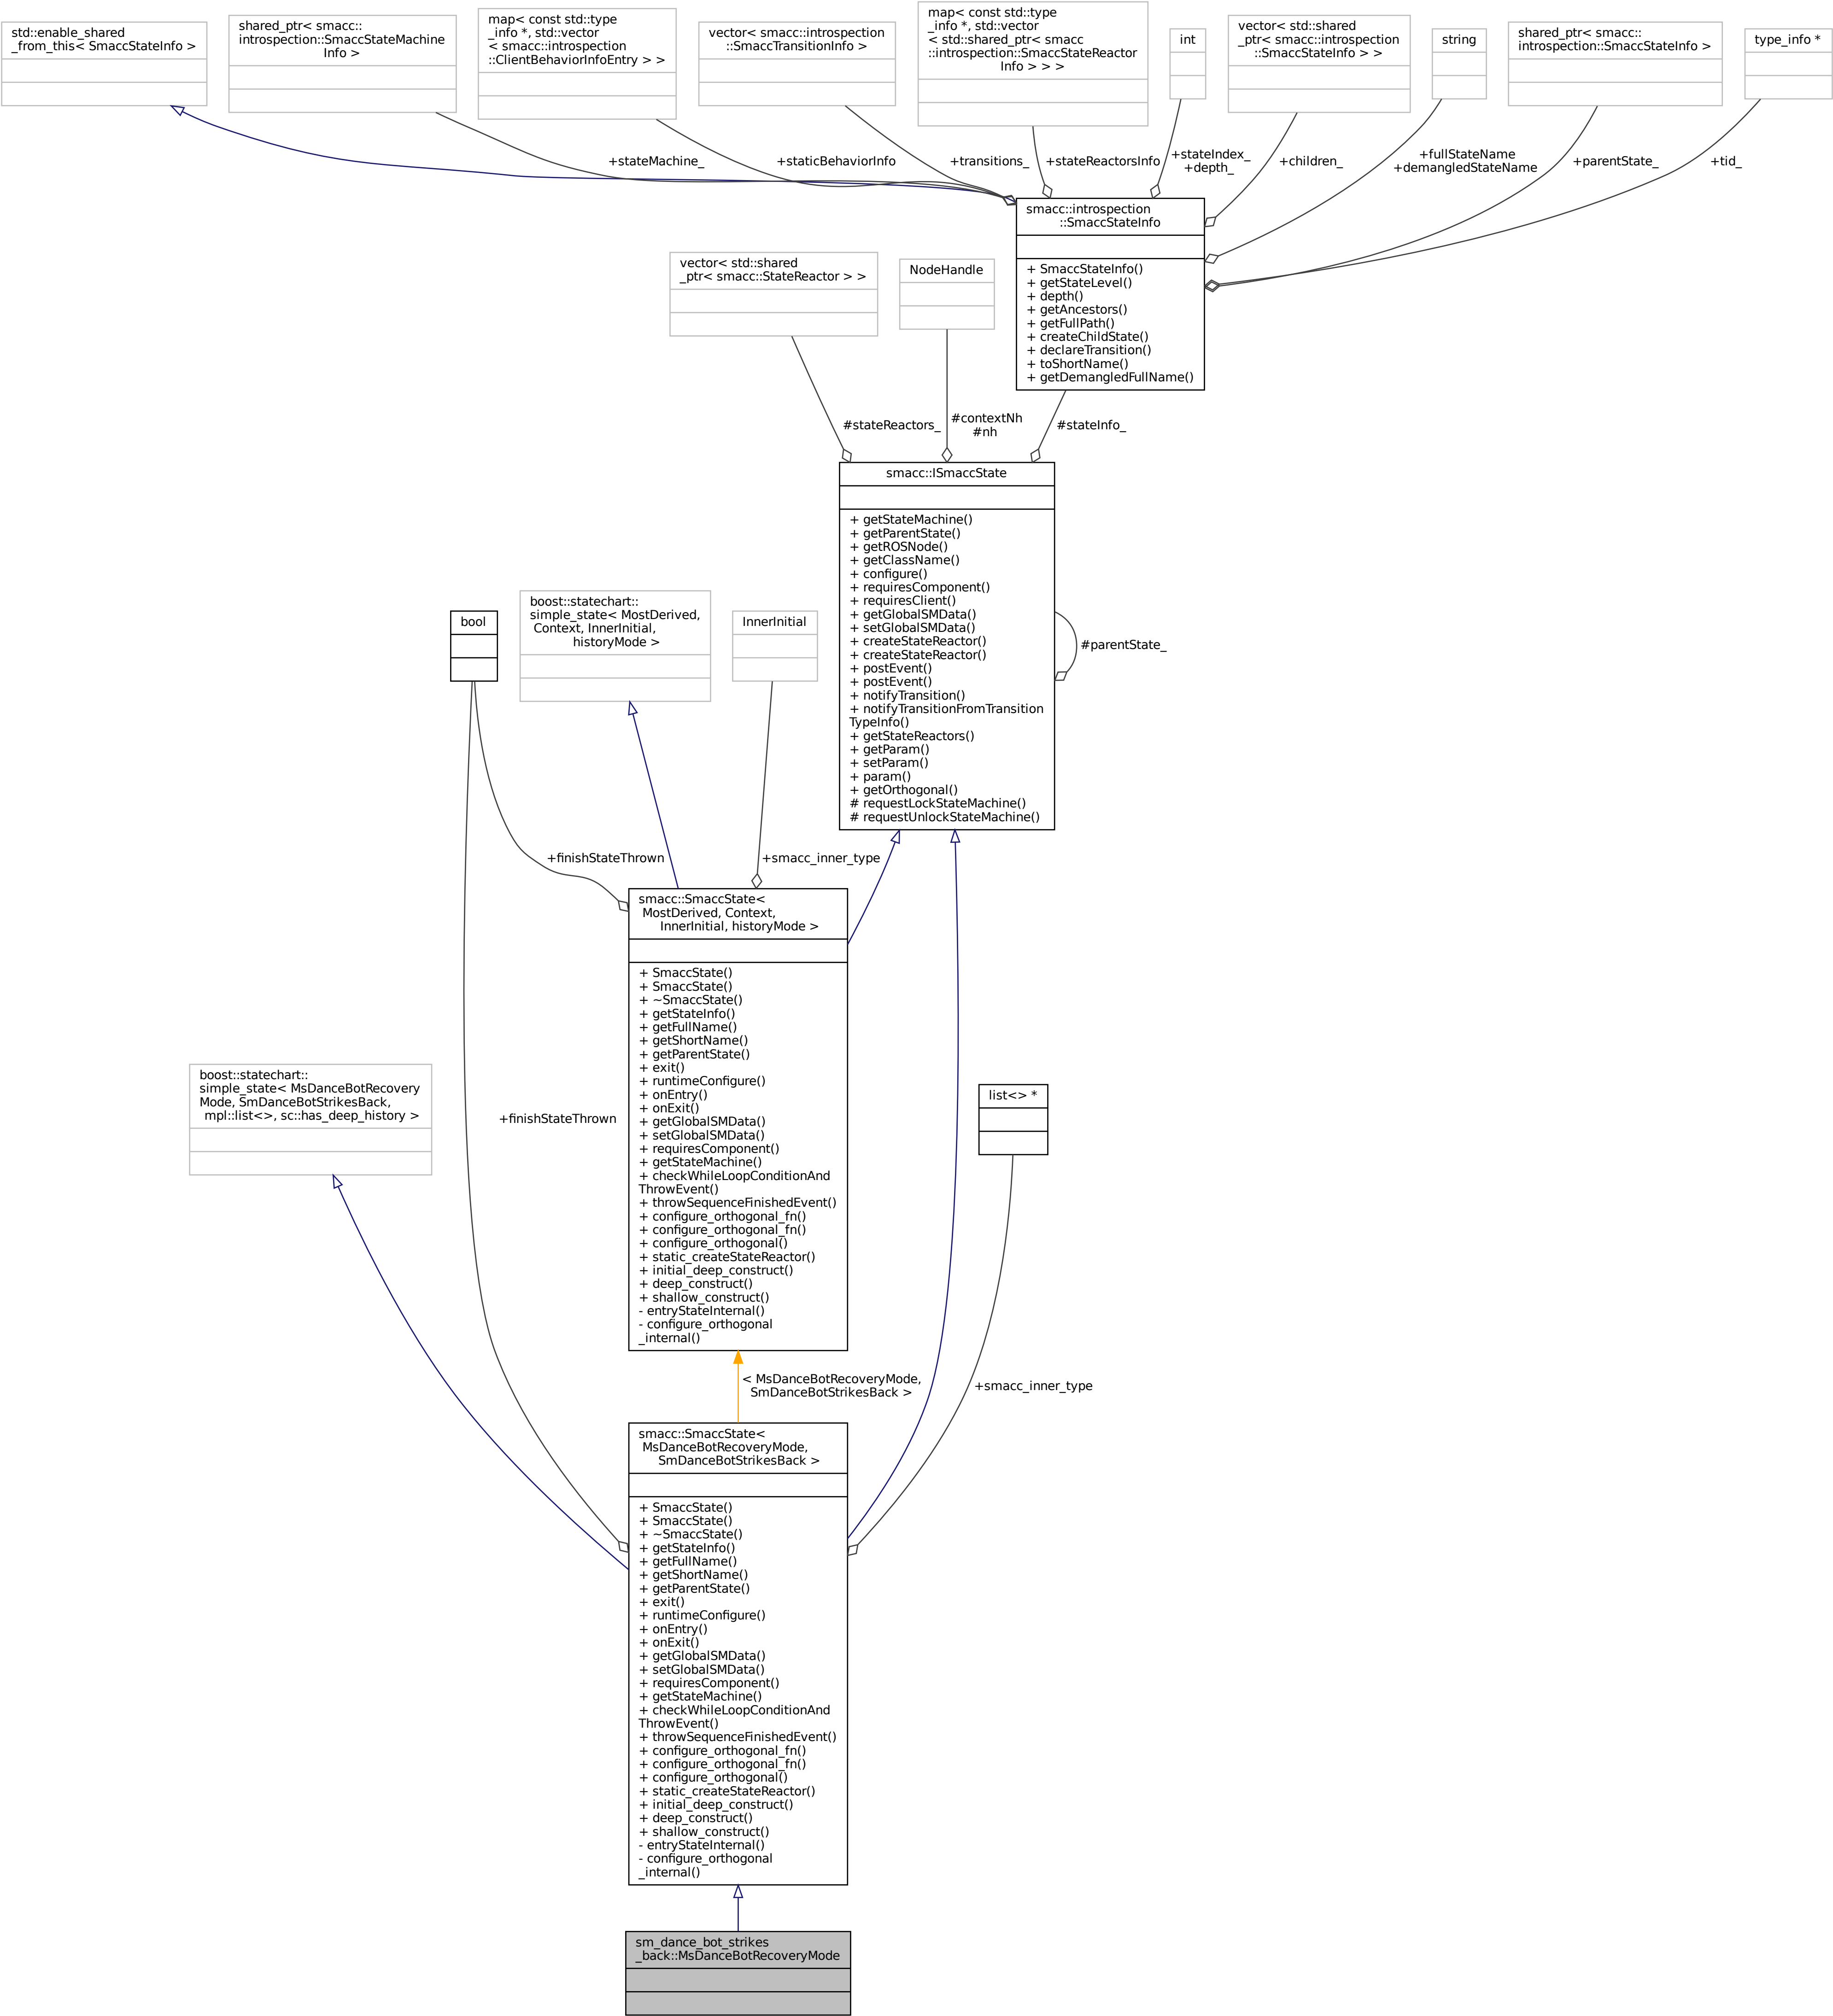 std::enable_shared
_from_this< SmaccStateInfo >
shared_ptr< smacc::
introspection::SmaccStateMachine
Info >
map< const std::type
_info *, std::vector
< smacc::introspection
::ClientBehaviorInfoEntry > >
vector< smacc::introspection
::SmaccTransitionInfo >
map< const std::type
_info *, std::vector
< std::shared_ptr< smacc
::introspection::SmaccStateReactor
Info > > >
int
vector< std::shared
_ptr< smacc::introspection
::SmaccStateInfo > >
string
shared_ptr< smacc::
introspection::SmaccStateInfo >
type_info *
+stateMachine_
+staticBehaviorInfo
+transitions_
+stateReactorsInfo
+stateIndex_
+depth_
+children_
+fullStateName
+demangledStateName
+parentState_
+tid_
smacc::introspection
::SmaccStateInfo
+ SmaccStateInfo()
+ getStateLevel()
+ depth()
+ getAncestors()
+ getFullPath()
+ createChildState()
+ declareTransition()
+ toShortName()
+ getDemangledFullName()
vector< std::shared
_ptr< smacc::StateReactor > >
NodeHandle
#stateReactors_
#contextNh
#nh
#stateInfo_
smacc::ISmaccState
+ getStateMachine()
+ getParentState()
+ getROSNode()
+ getClassName()
+ configure()
+ requiresComponent()
+ requiresClient()
+ getGlobalSMData()
+ setGlobalSMData()
+ createStateReactor()
+ createStateReactor()
+ postEvent()
+ postEvent()
+ notifyTransition()
+ notifyTransitionFromTransition
TypeInfo()
+ getStateReactors()
+ getParam()
+ setParam()
+ param()
+ getOrthogonal()
# requestLockStateMachine()
# requestUnlockStateMachine()
#parentState_
bool
boost::statechart::
simple_state< MostDerived,
Context, InnerInitial,
historyMode >
InnerInitial
+finishStateThrown
+smacc_inner_type
smacc::SmaccState<
MostDerived, Context,
InnerInitial, historyMode >
+ SmaccState()
+ SmaccState()
+ ~SmaccState()
+ getStateInfo()
+ getFullName()
+ getShortName()
+ getParentState()
+ exit()
+ runtimeConfigure()
+ onEntry()
+ onExit()
+ getGlobalSMData()
+ setGlobalSMData()
+ requiresComponent()
+ getStateMachine()
+ checkWhileLoopConditionAnd
ThrowEvent()
+ throwSequenceFinishedEvent()
+ configure_orthogonal_fn()
+ configure_orthogonal_fn()
+ configure_orthogonal()
+ static_createStateReactor()
+ initial_deep_construct()
+ deep_construct()
+ shallow_construct()
- entryStateInternal()
- configure_orthogonal
_internal()
boost::statechart::
simple_state< MsDanceBotRecovery
Mode, SmDanceBotStrikesBack,
mpl::list<>, sc::has_deep_history >
+finishStateThrown
list<> *
< MsDanceBotRecoveryMode,
SmDanceBotStrikesBack >
+smacc_inner_type
smacc::SmaccState<
MsDanceBotRecoveryMode,
SmDanceBotStrikesBack >
+ SmaccState()
+ SmaccState()
+ ~SmaccState()
+ getStateInfo()
+ getFullName()
+ getShortName()
+ getParentState()
+ exit()
+ runtimeConfigure()
+ onEntry()
+ onExit()
+ getGlobalSMData()
+ setGlobalSMData()
+ requiresComponent()
+ getStateMachine()
+ checkWhileLoopConditionAnd
ThrowEvent()
+ throwSequenceFinishedEvent()
+ configure_orthogonal_fn()
+ configure_orthogonal_fn()
+ configure_orthogonal()
+ static_createStateReactor()
+ initial_deep_construct()
+ deep_construct()
+ shallow_construct()
- entryStateInternal()
- configure_orthogonal
_internal()
sm_dance_bot_strikes
_back::MsDanceBotRecoveryMode